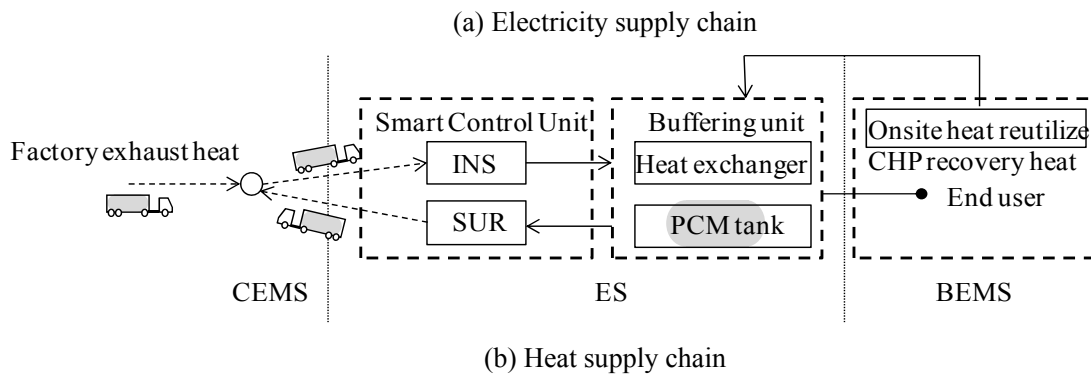 (a) Electricity supply chain
Smart Control Unit
Buffering unit
Onsite heat reutilize
Factory exhaust heat
INS
Heat exchanger
CHP recovery heat
End user
SUR
PCM tank
CEMS
ES
BEMS
(b) Heat supply chain